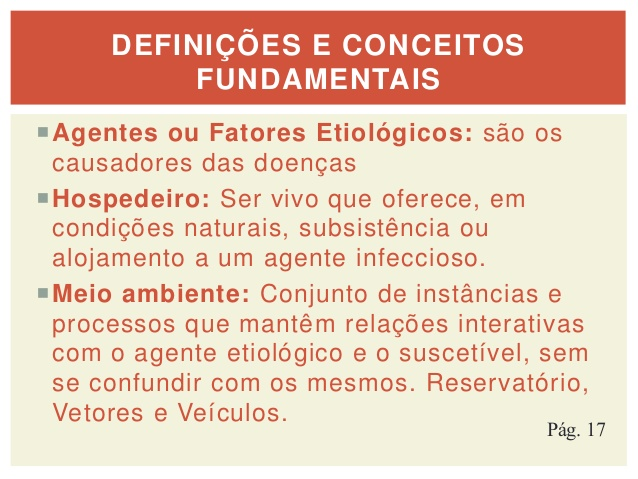 DEFINIÇÕES E CONCEITOS
FUNDAMENTAIS
Agentes ou Fatores Etiológicos: são os
causadores das doenças
Hospedeiro: Ser vivo que oferece, em
condições naturais, subsistência ou
alojamento a um agente infeccioso.
Meio ambiente: Conjunto de instâncias e
processos que mantêm relações interativas
com o agente etiológico e o suscetível, sem
se confundir com os mesmos. Reservatório,
Vetores e Veículos.
Pág. 17